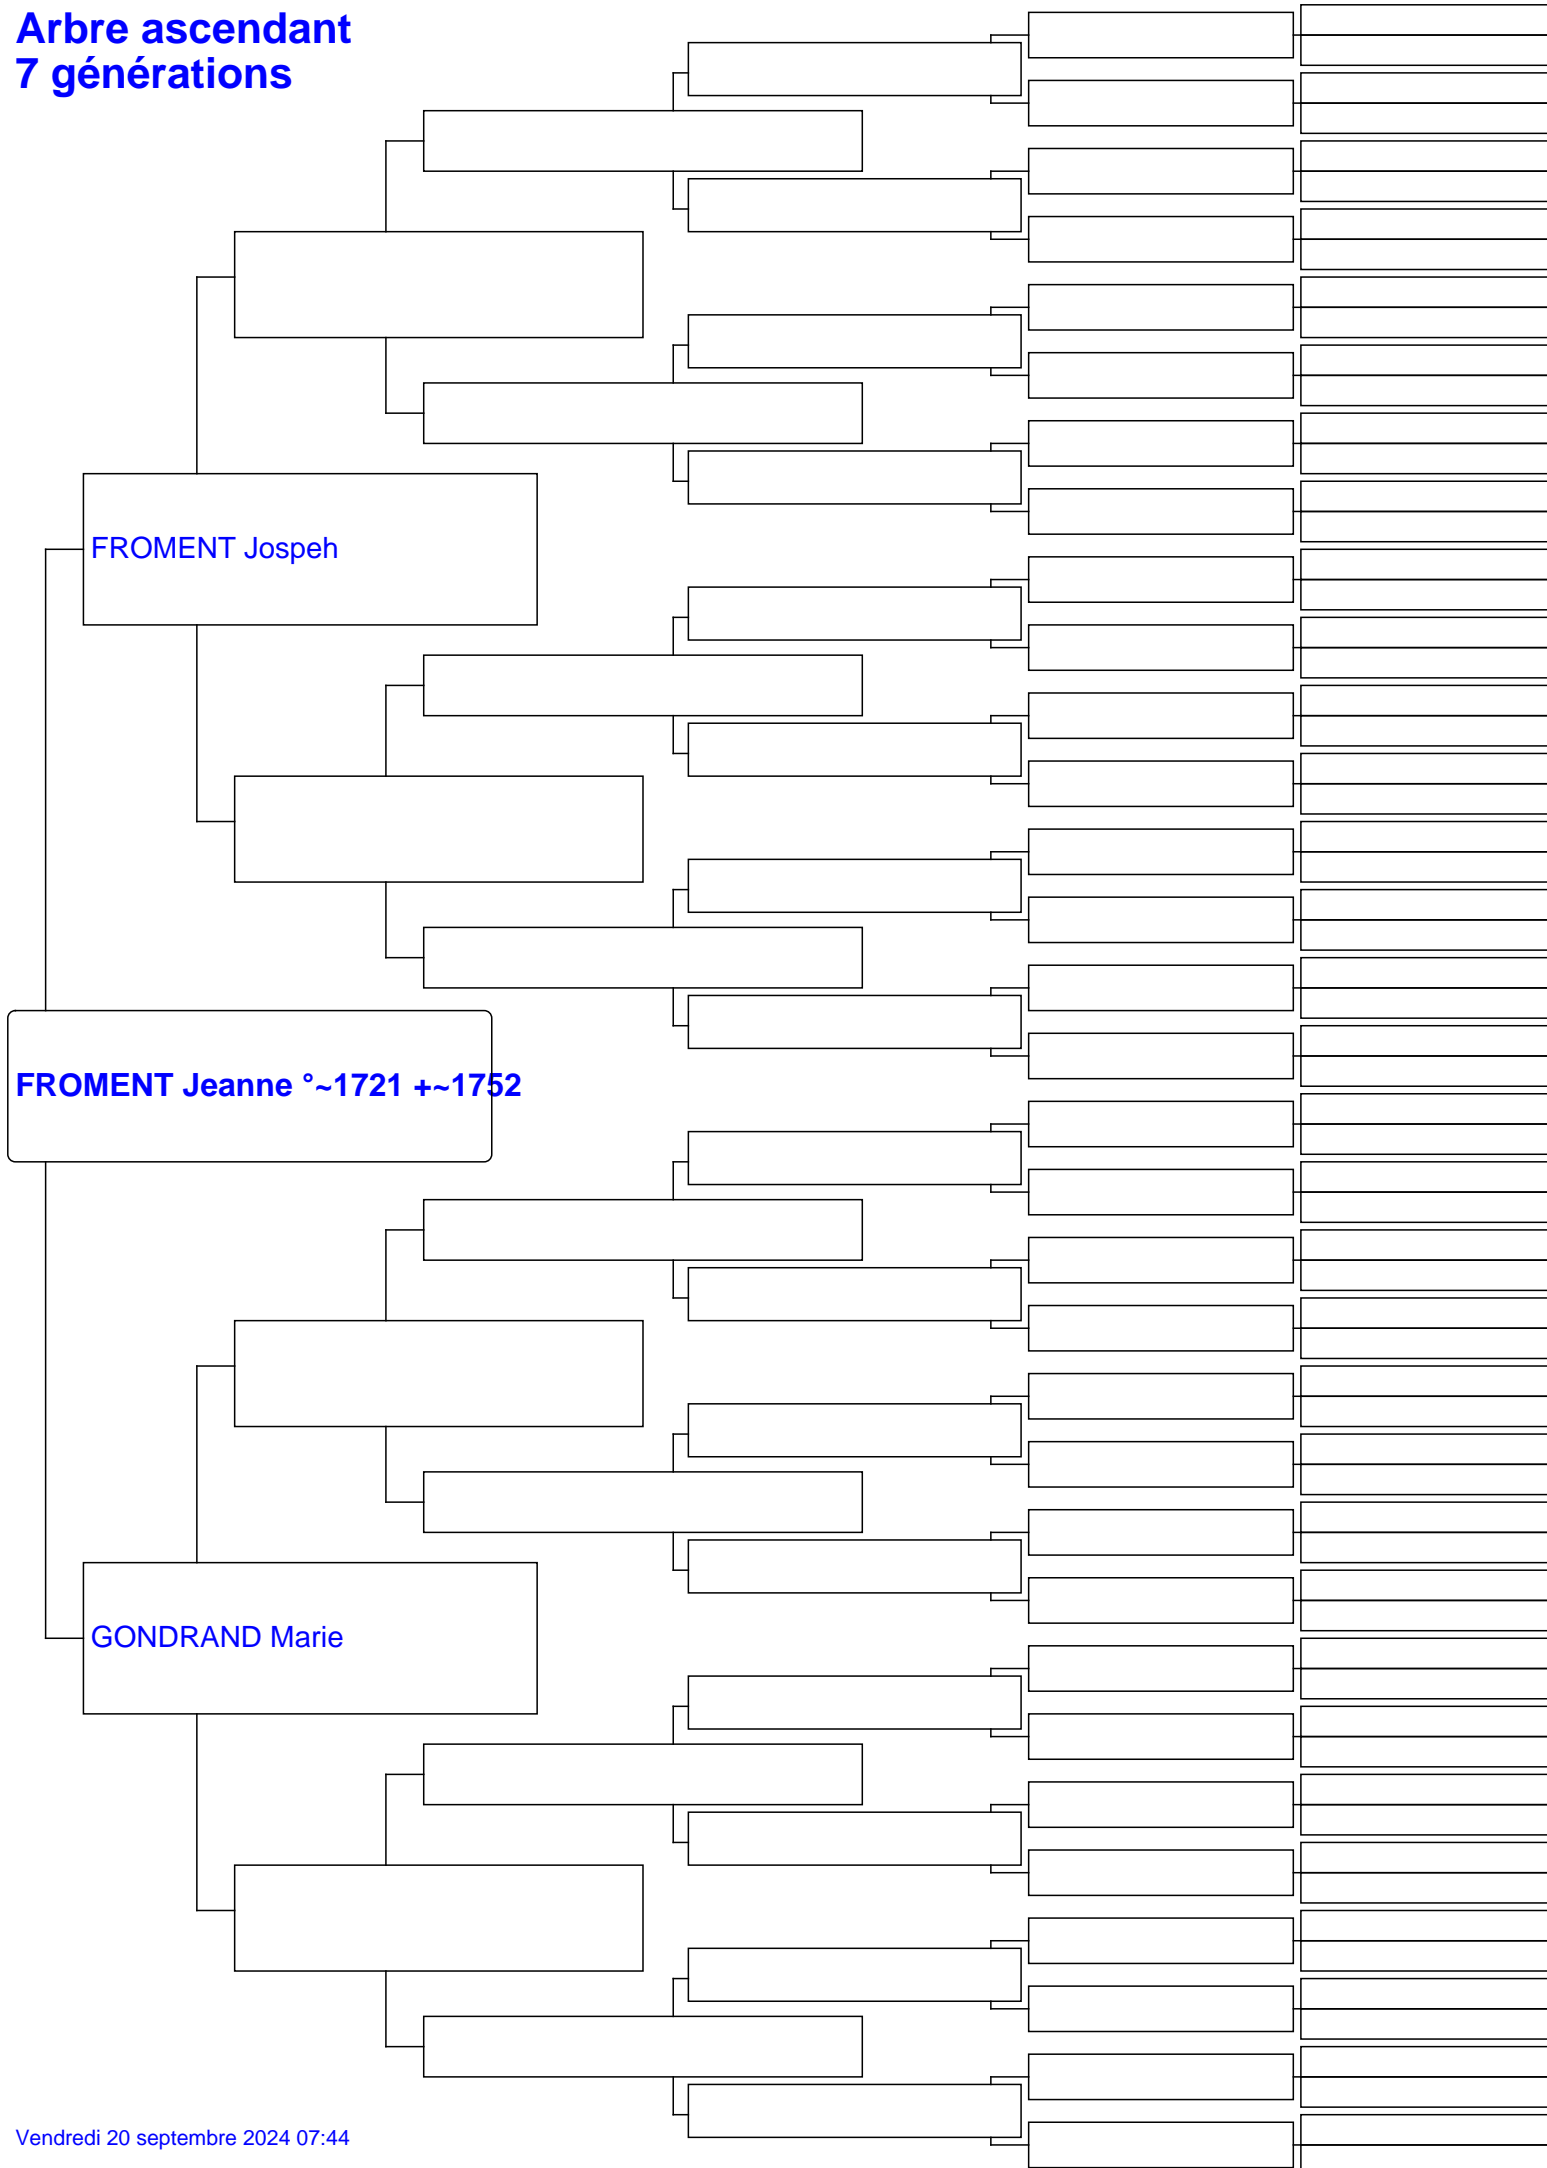 Arbre ascendant
7 générations
FROMENT Jospeh
FROMENT Jeanne °~1721 +~1752
GONDRAND Marie
Vendredi 20 septembre 2024 07:44